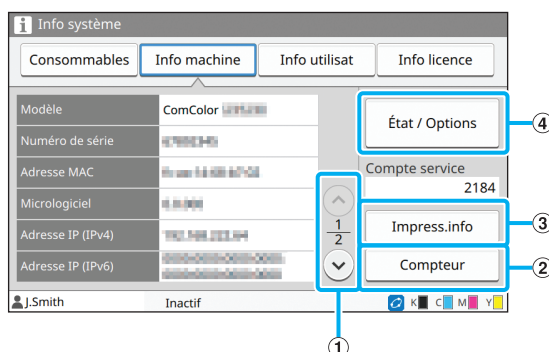 i Info système
Consommables Info machine Info utilisat Info licence
Modèle ComColor
Numéro de série
Adresse MAC
Micrologiciel
Adresse IP (IPv4)
Adresse IP (IPv6)
1
2
État / Options
Compte service
2184
Impress.info
Compteur
J.Smith Inactif K C M Y
4
3
2
1